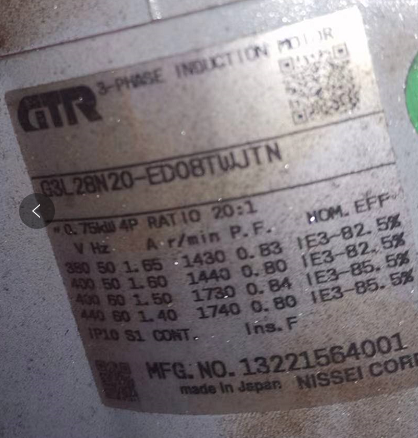 GTR 3-PHASE INDUCTION MOTOR
G3L28N20-ED08TWJTN
0.75kW 4P RATIO 20:1 NOM. EFF
V Hz A r/min P.F.
380 50 1.65 1430 0.83 IE3-82.5%
400 50 1.60 1440 0.80 IE3-82.5%
400 60 1.50 1730 0.84 IE3-85.5%
440 60 1.40 1740 0.80 IE3-85.5%
IP10 S1 CONT. Ins. F
MFG. NO. 13221564001
made in Japan NISSEI COR